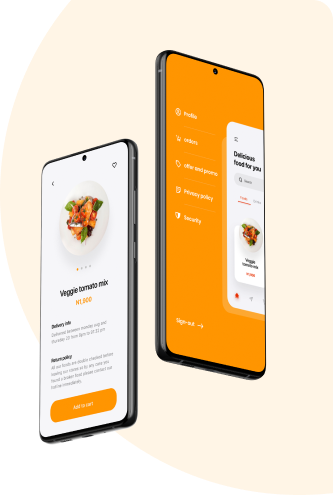 Profile
orders
offer and promo
Privacy policy
Security
Sign-out
Delicious
food for you
Search
Foods
Veggie
tomato mix
N1,900
Veggie tomato mix
N1,900
Delivery info
Delivered between monday aug and
thursday 20 from 8pm to 91:32 pm
Return policy
All our foods are double checked before
leaving our stores so by any case you
found a broken food please contact our
hotline immediately.
Add to cart